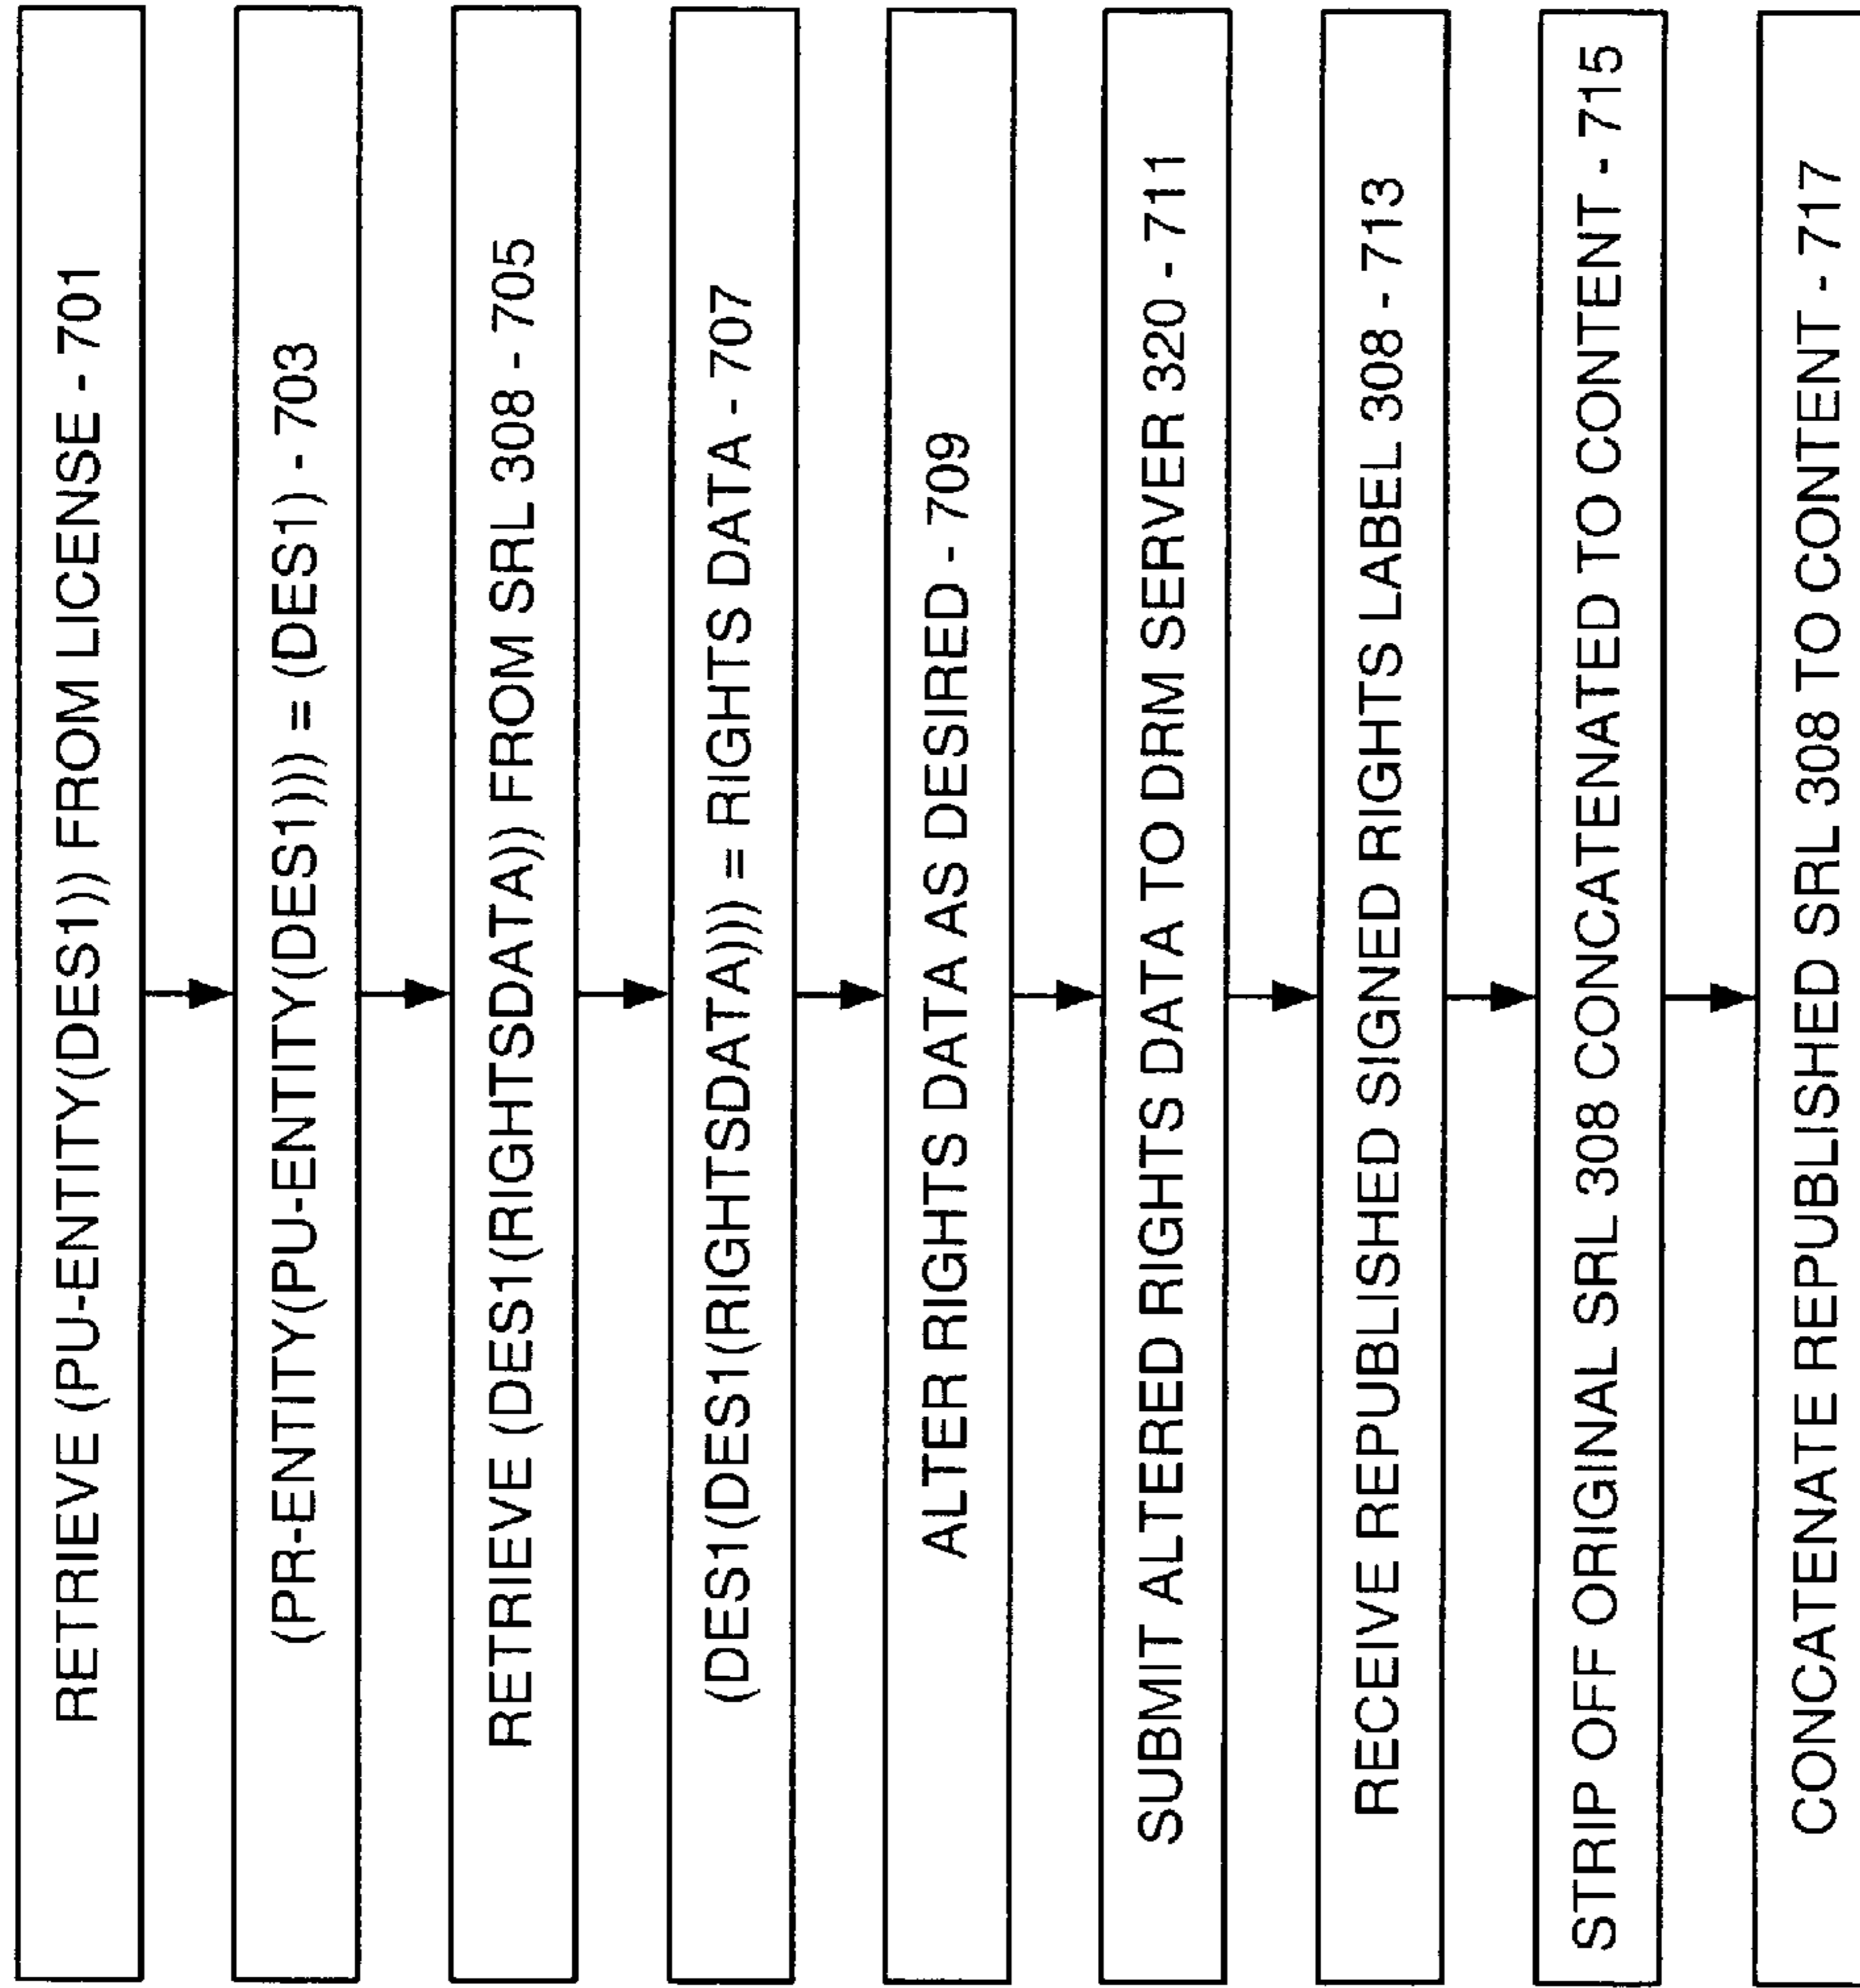 RETRIEVE (PU-ENTITY(DES1)) FROM LICENSE - 701
(PR-ENTITY(PU-ENTITY(DES1))) = (DES1) - 703
RETRIEVE (DES1(RIGHTSDATA)) FROM SRL 308 - 705
(DES1(DES1(RIGHTSDATA))) = RIGHTS DATA - 707
ALTER RIGHTS DATA AS DESIRED - 709
SUBMIT ALTERED RIGHTS DATA TO DRM SERVER 320 - 711
RECEIVE REPUBLISHED SIGNED RIGHTS LABEL 308 - 713
STRIP OFF ORIGINAL SRL 308 CONCATENATED TO CONTENT - 715
CONCATENATE REPUBLISHED SRL 308 TO CONTENT - 717